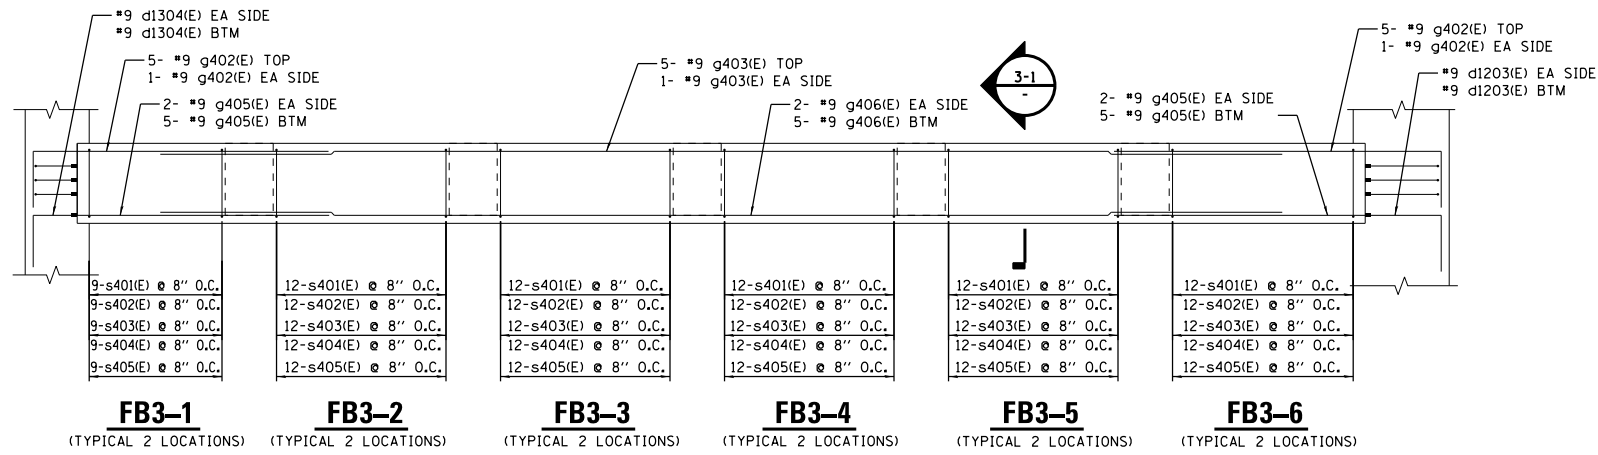 #9 d1304(E) EA SIDE
#9 d1304(E) BTM
5- #9 g402(E) TOP
1- #9 g402(E) EA SIDE
2- #9 g405(E) EA SIDE
5- #9 g405(E) BTM
5- #9 g403(E) TOP
1- #9 g403(E) EA SIDE
2- #9 g406(E) EA SIDE
5- #9 g406(E) BTM
3-1
-
2- #9 g405(E) EA SIDE
5- #9 g405(E) BTM
5- #9 g402(E) TOP
1- #9 g402(E) EA SIDE
#9 d1203(E) EA SIDE
#9 d1203(E) BTM
9-s401(E) @ 8'' O.C.
9-s402(E) @ 8'' O.C.
9-s403(E) @ 8'' O.C.
9-s404(E) @ 8'' O.C.
9-s405(E) @ 8'' O.C.
FB3–1
(TYPICAL 2 LOCATIONS)
12-s401(E) @ 8'' O.C.
12-s402(E) @ 8'' O.C.
12-s403(E) @ 8'' O.C.
12-s404(E) @ 8'' O.C.
12-s405(E) @ 8'' O.C.
FB3–2
(TYPICAL 2 LOCATIONS)
12-s401(E) @ 8'' O.C.
12-s402(E) @ 8'' O.C.
12-s403(E) @ 8'' O.C.
12-s404(E) @ 8'' O.C.
12-s405(E) @ 8'' O.C.
FB3–3
(TYPICAL 2 LOCATIONS)
12-s401(E) @ 8'' O.C.
12-s402(E) @ 8'' O.C.
12-s403(E) @ 8'' O.C.
12-s404(E) @ 8'' O.C.
12-s405(E) @ 8'' O.C.
FB3–4
(TYPICAL 2 LOCATIONS)
12-s401(E) @ 8'' O.C.
12-s402(E) @ 8'' O.C.
12-s403(E) @ 8'' O.C.
12-s404(E) @ 8'' O.C.
12-s405(E) @ 8'' O.C.
FB3–5
(TYPICAL 2 LOCATIONS)
12-s401(E) @ 8'' O.C.
12-s402(E) @ 8'' O.C.
12-s403(E) @ 8'' O.C.
12-s404(E) @ 8'' O.C.
12-s405(E) @ 8'' O.C.
FB3–6
(TYPICAL 2 LOCATIONS)